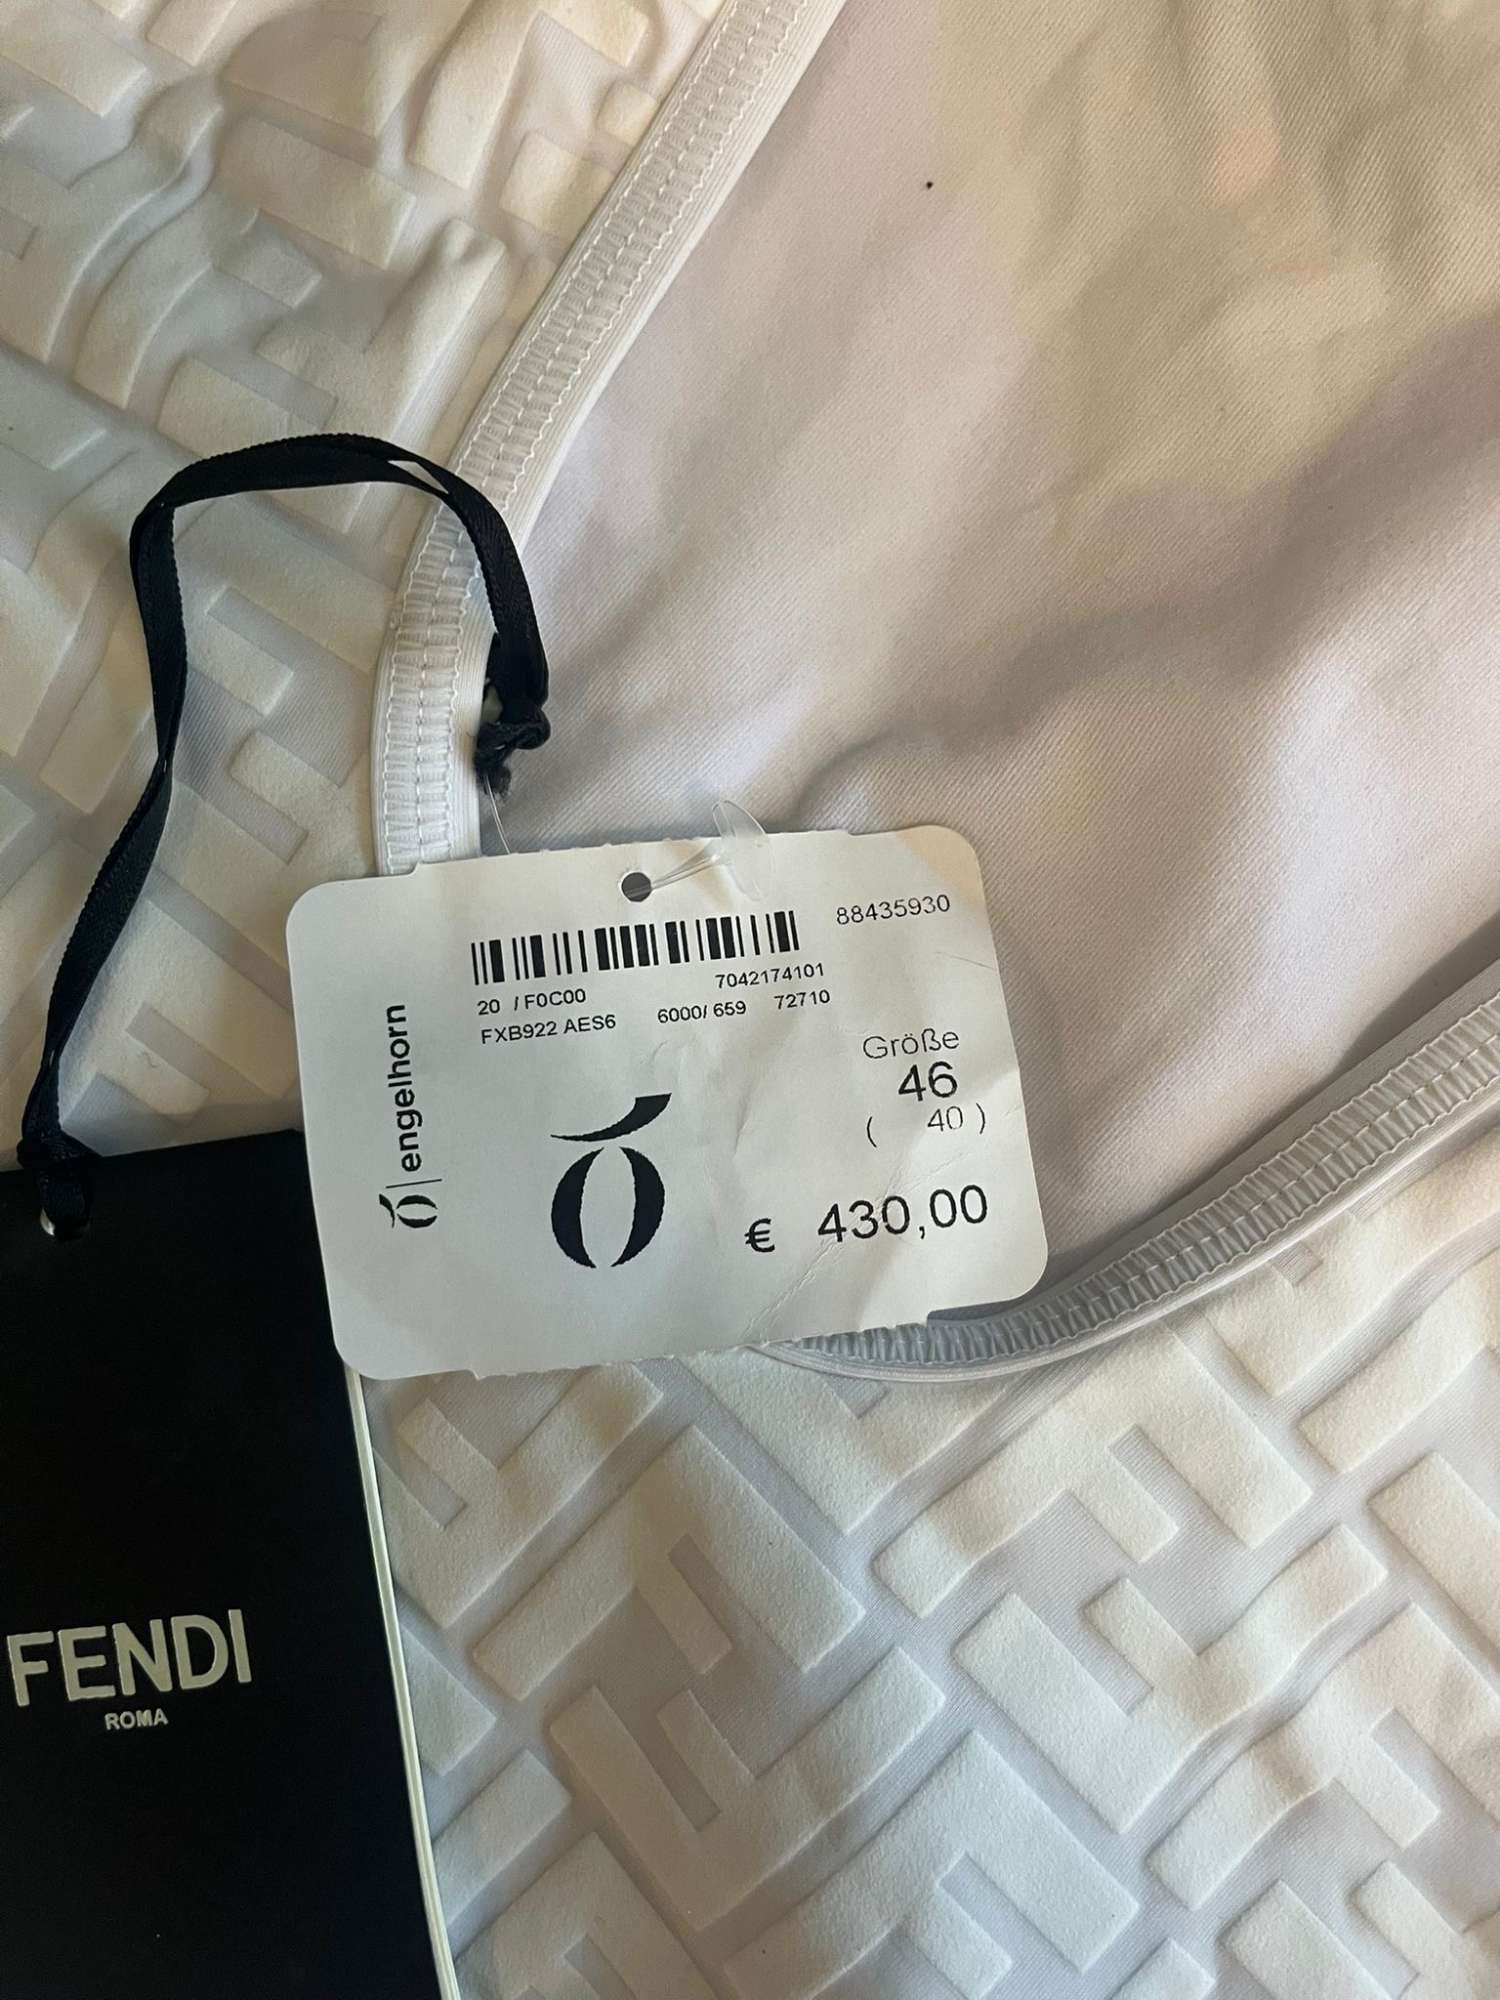 88435930
20 / F0C00 7042174101
FXB922 AES6 6000/ 659 72710
Größe
46
( 40 )
€ 430,00
Ó
Ó|engelhorn
FENDI
ROMA